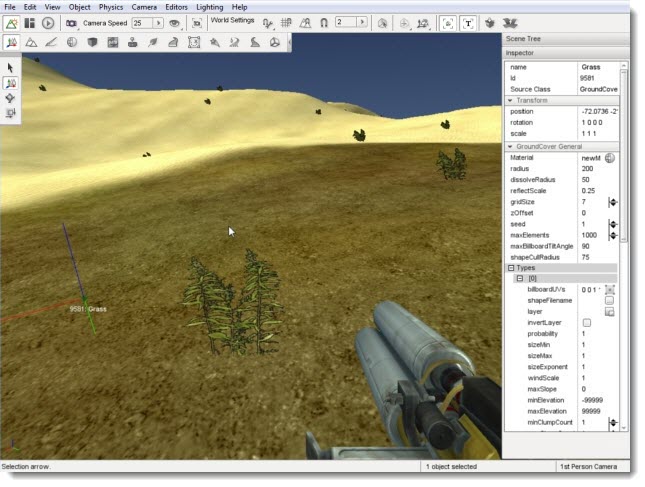 File Edit View Object Physics Camera Editors Lighting Help
Camera Speed 25 World Settings 2
Scene Tree
Inspector
name Grass
Id 9581
Source Class GroundCove
Transform
position -72.0736 -2
rotation 1 0 0 0
scale 1 1 1
GroundCover General
Material newM
radius 200
dissolveRadius 50
reflectScale 0.25
gridSize 7
zOffset 0
seed 1
maxElements 1000
maxBillboardTiltAngle 90
shapeCullRadius 75
Types
[0]
billboardUVs 0 0 1
shapeFilename
layer
invertLayer
probability 1
sizeMin 1
sizeMax 1
sizeExponent 1
windScale 1
maxSlope 0
minElevation -99999
maxElevation 99999
minClumpCount 1
9581: Grass
Selection arrow. 1 object selected 1st Person Camera